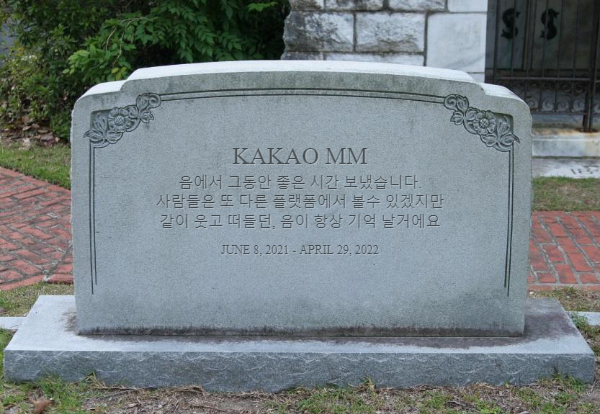 KAKAO MM
음에서 그동안 좋은 시간 보냈습니다.
사람들은 또 다른 플랫폼에서 볼수 있겠지만
같이 웃고 떠들던, 음이 항상 기억 날거에요
JUNE 8, 2021 - APRIL 29, 2022